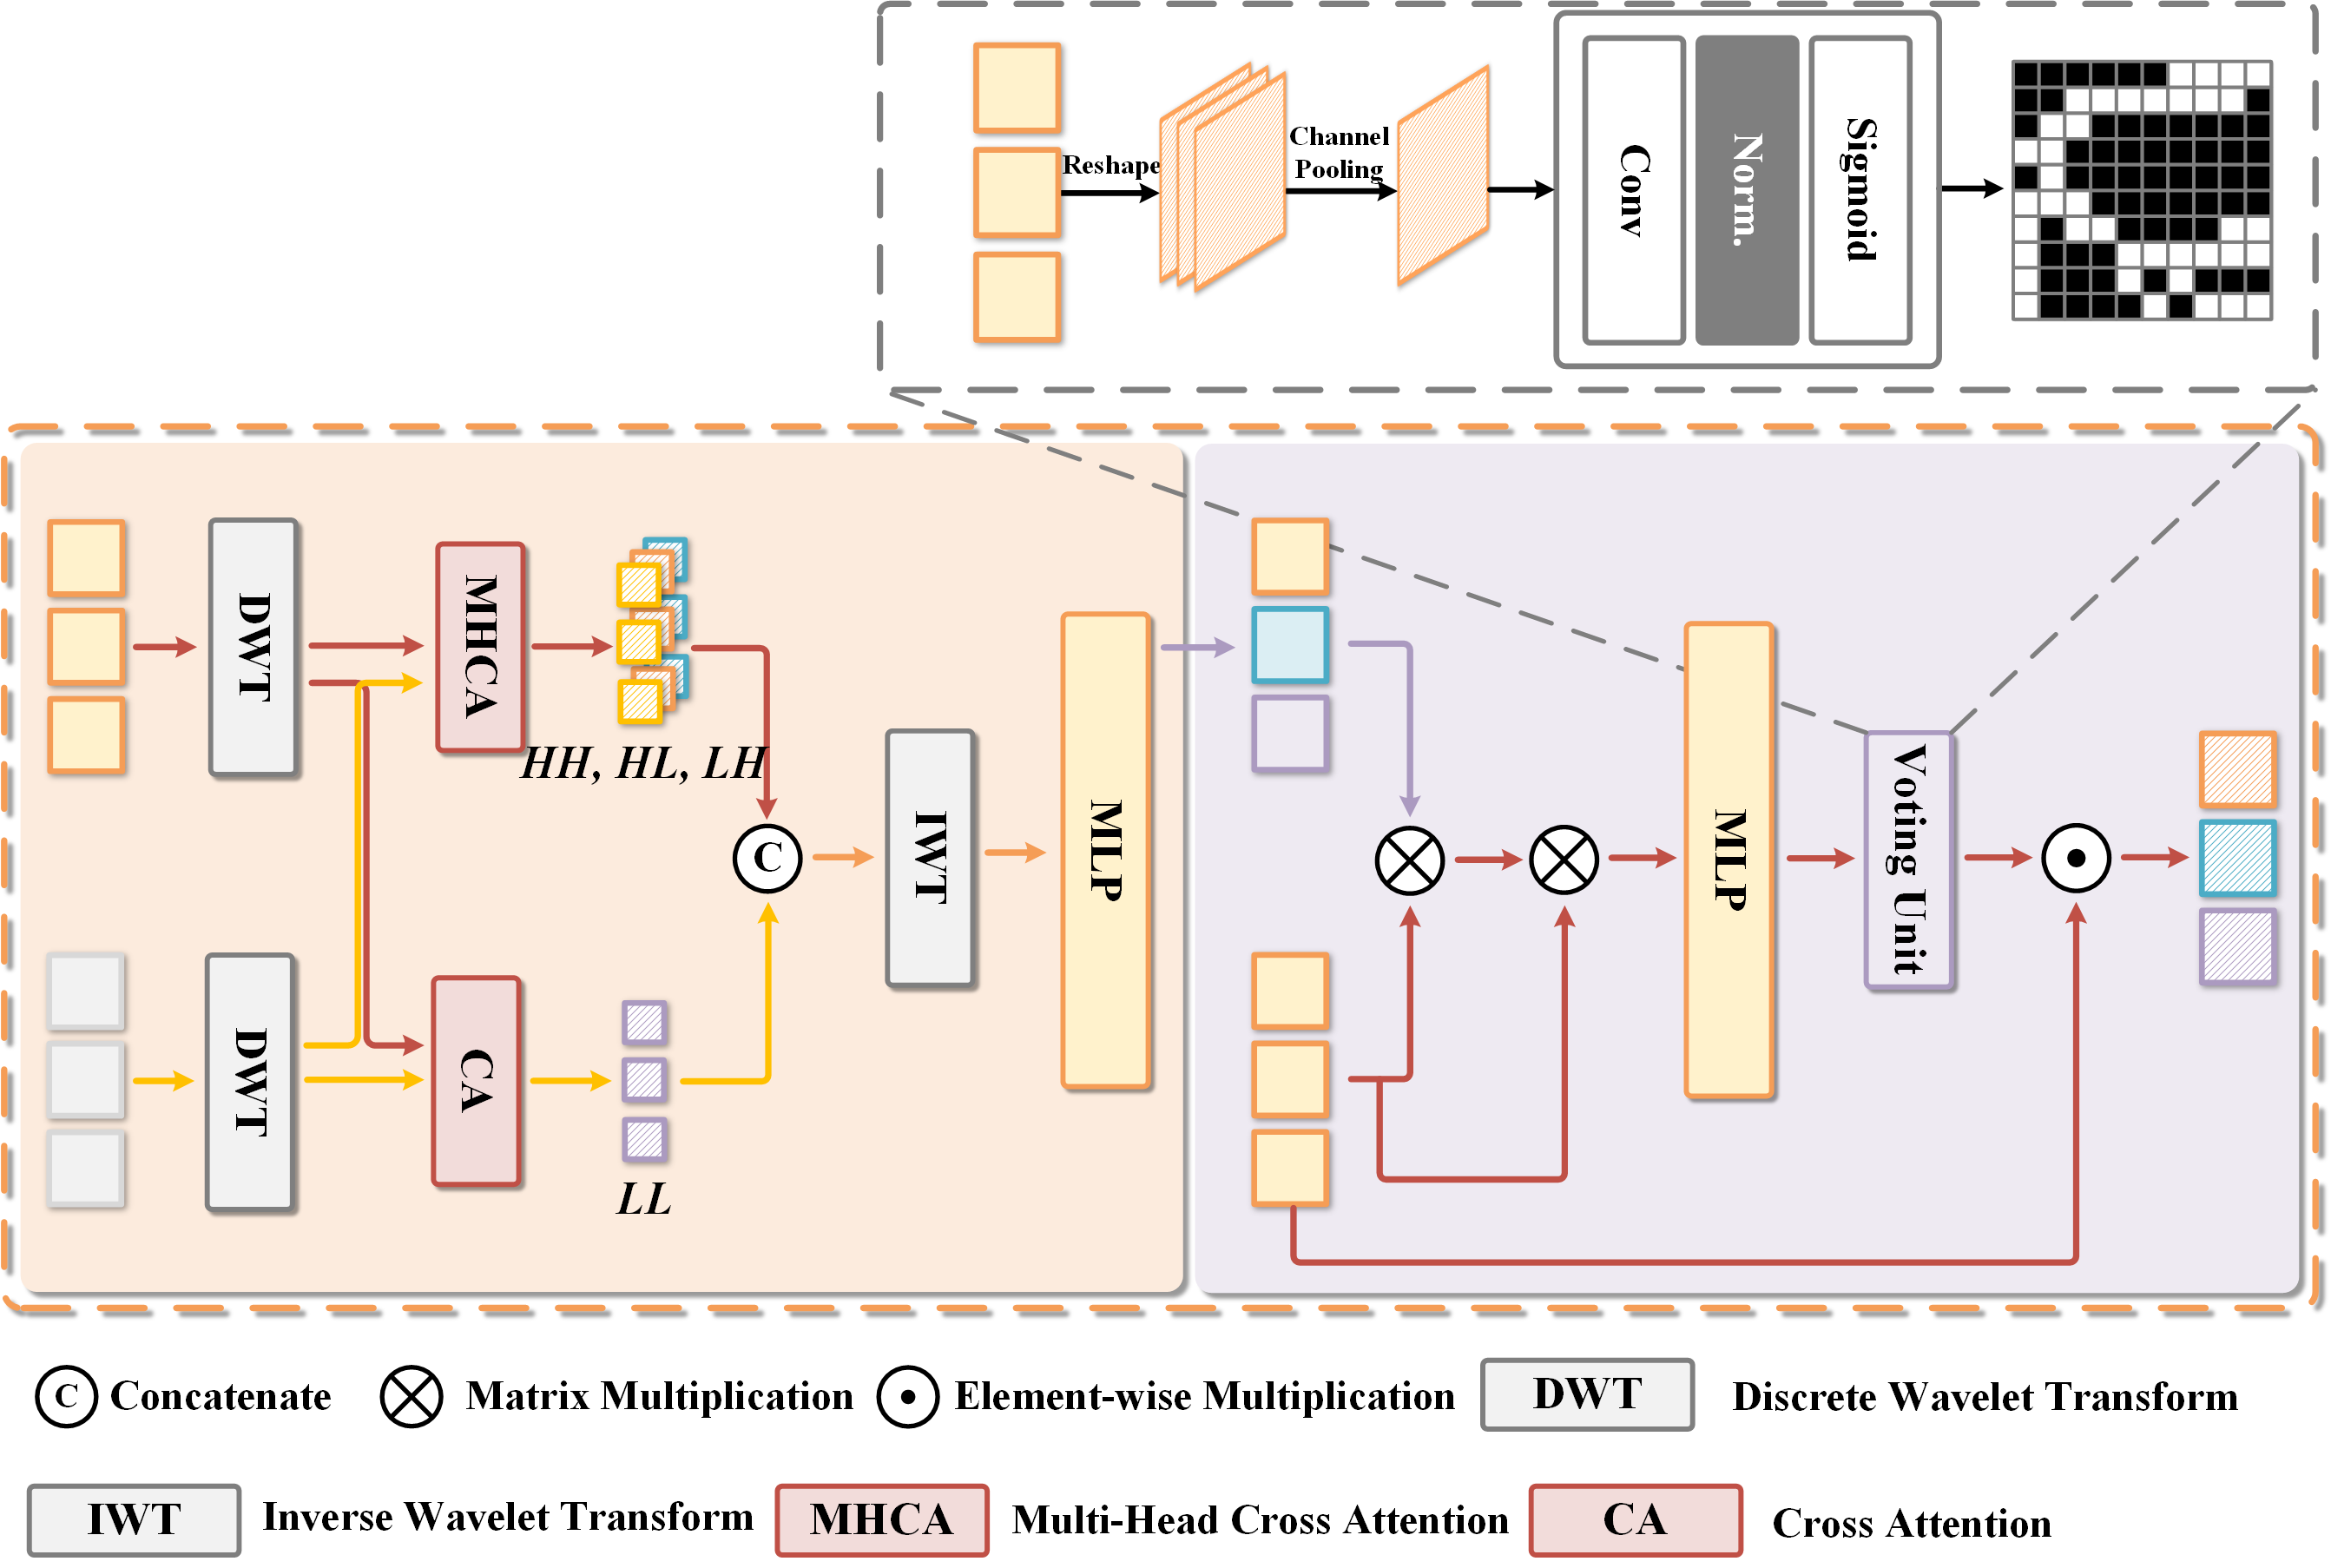 Reshape
Channel
Pooling
Conv
Norm.
Sigmoid
DWT
MHCA
HH, HL, LH
DWT
CA
LL
C
IWT
MLP
MLP
Voting Unit
C Concatenate
Matrix Multiplication
Element-wise Multiplication
DWT Discrete Wavelet Transform
IWT Inverse Wavelet Transform
MHCA Multi-Head Cross Attention
CA Cross Attention